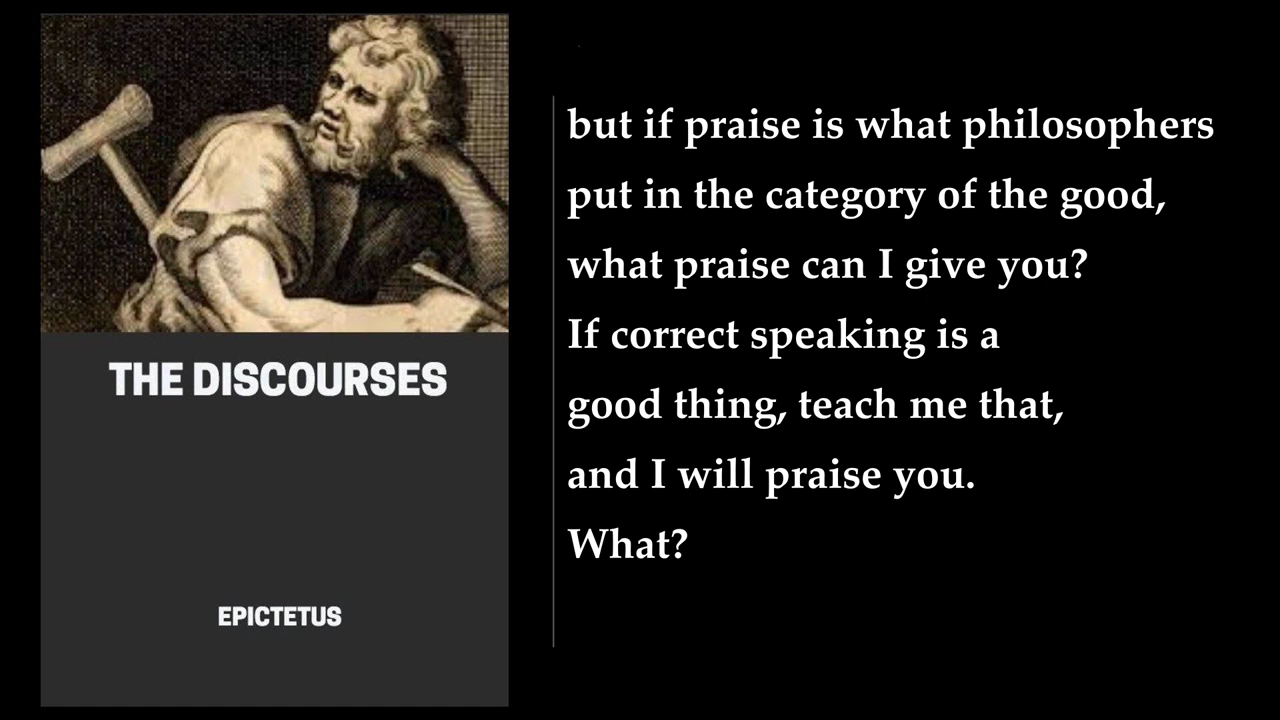 THE DISCOURSES
EPICTETUS
but if praise is what philosophers
put in the category of the good,
what praise can I give you?
If correct speaking is a
good thing, teach me that,
and I will praise you.
What?